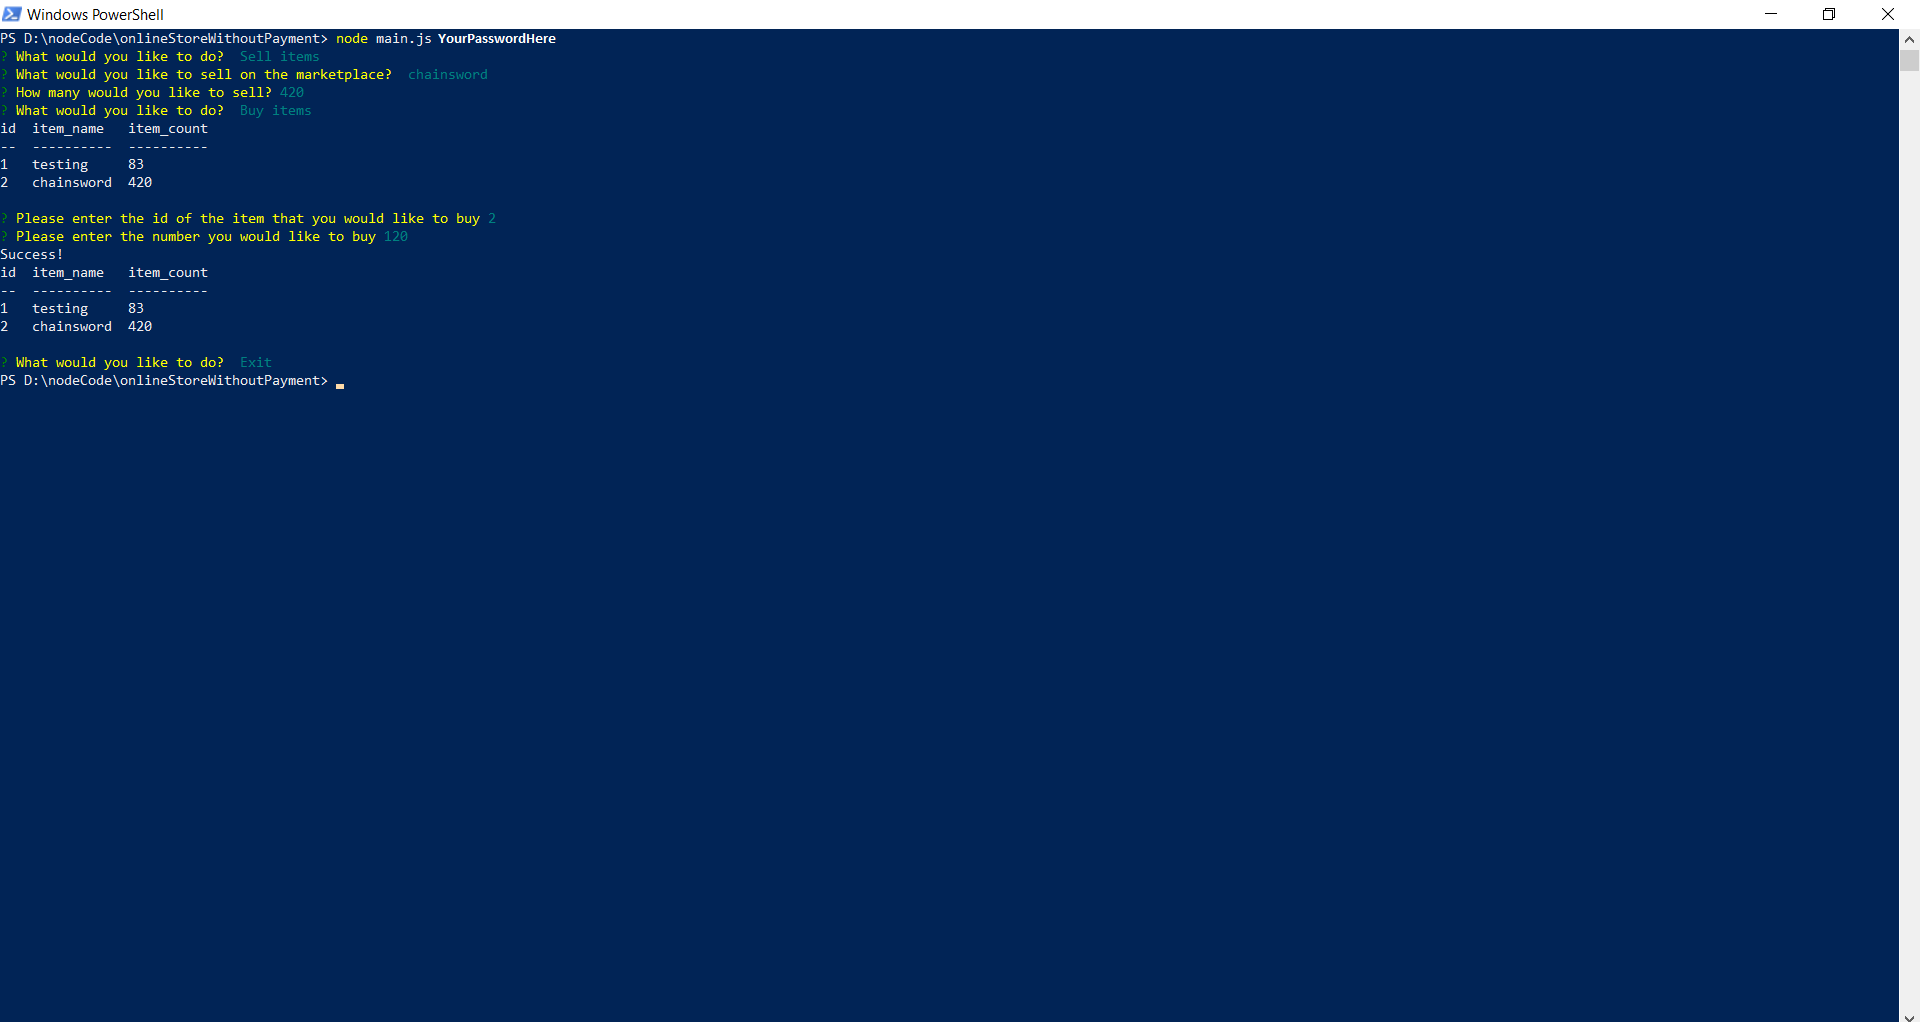 Windows PowerShell
PS D:\nodeCode\onlineStoreWithoutPayment> node main.js YourPasswordHere
? What would you like to do?  Sell items
? What would you like to sell on the marketplace?  chainsword
? How many would you like to sell? 420
? What would you like to do?  Buy items
id  item_name   item_count
--  ----------  ----------
1   testing     83
2   chainsword  420
? Please enter the id of the item that you would like to buy 2
? Please enter the number you would like to buy 120
Success!
id  item_name   item_count
--  ----------  ----------
1   testing     83
2   chainsword  420
? What would you like to do?  Exit
PS D:\nodeCode\onlineStoreWithoutPayment>